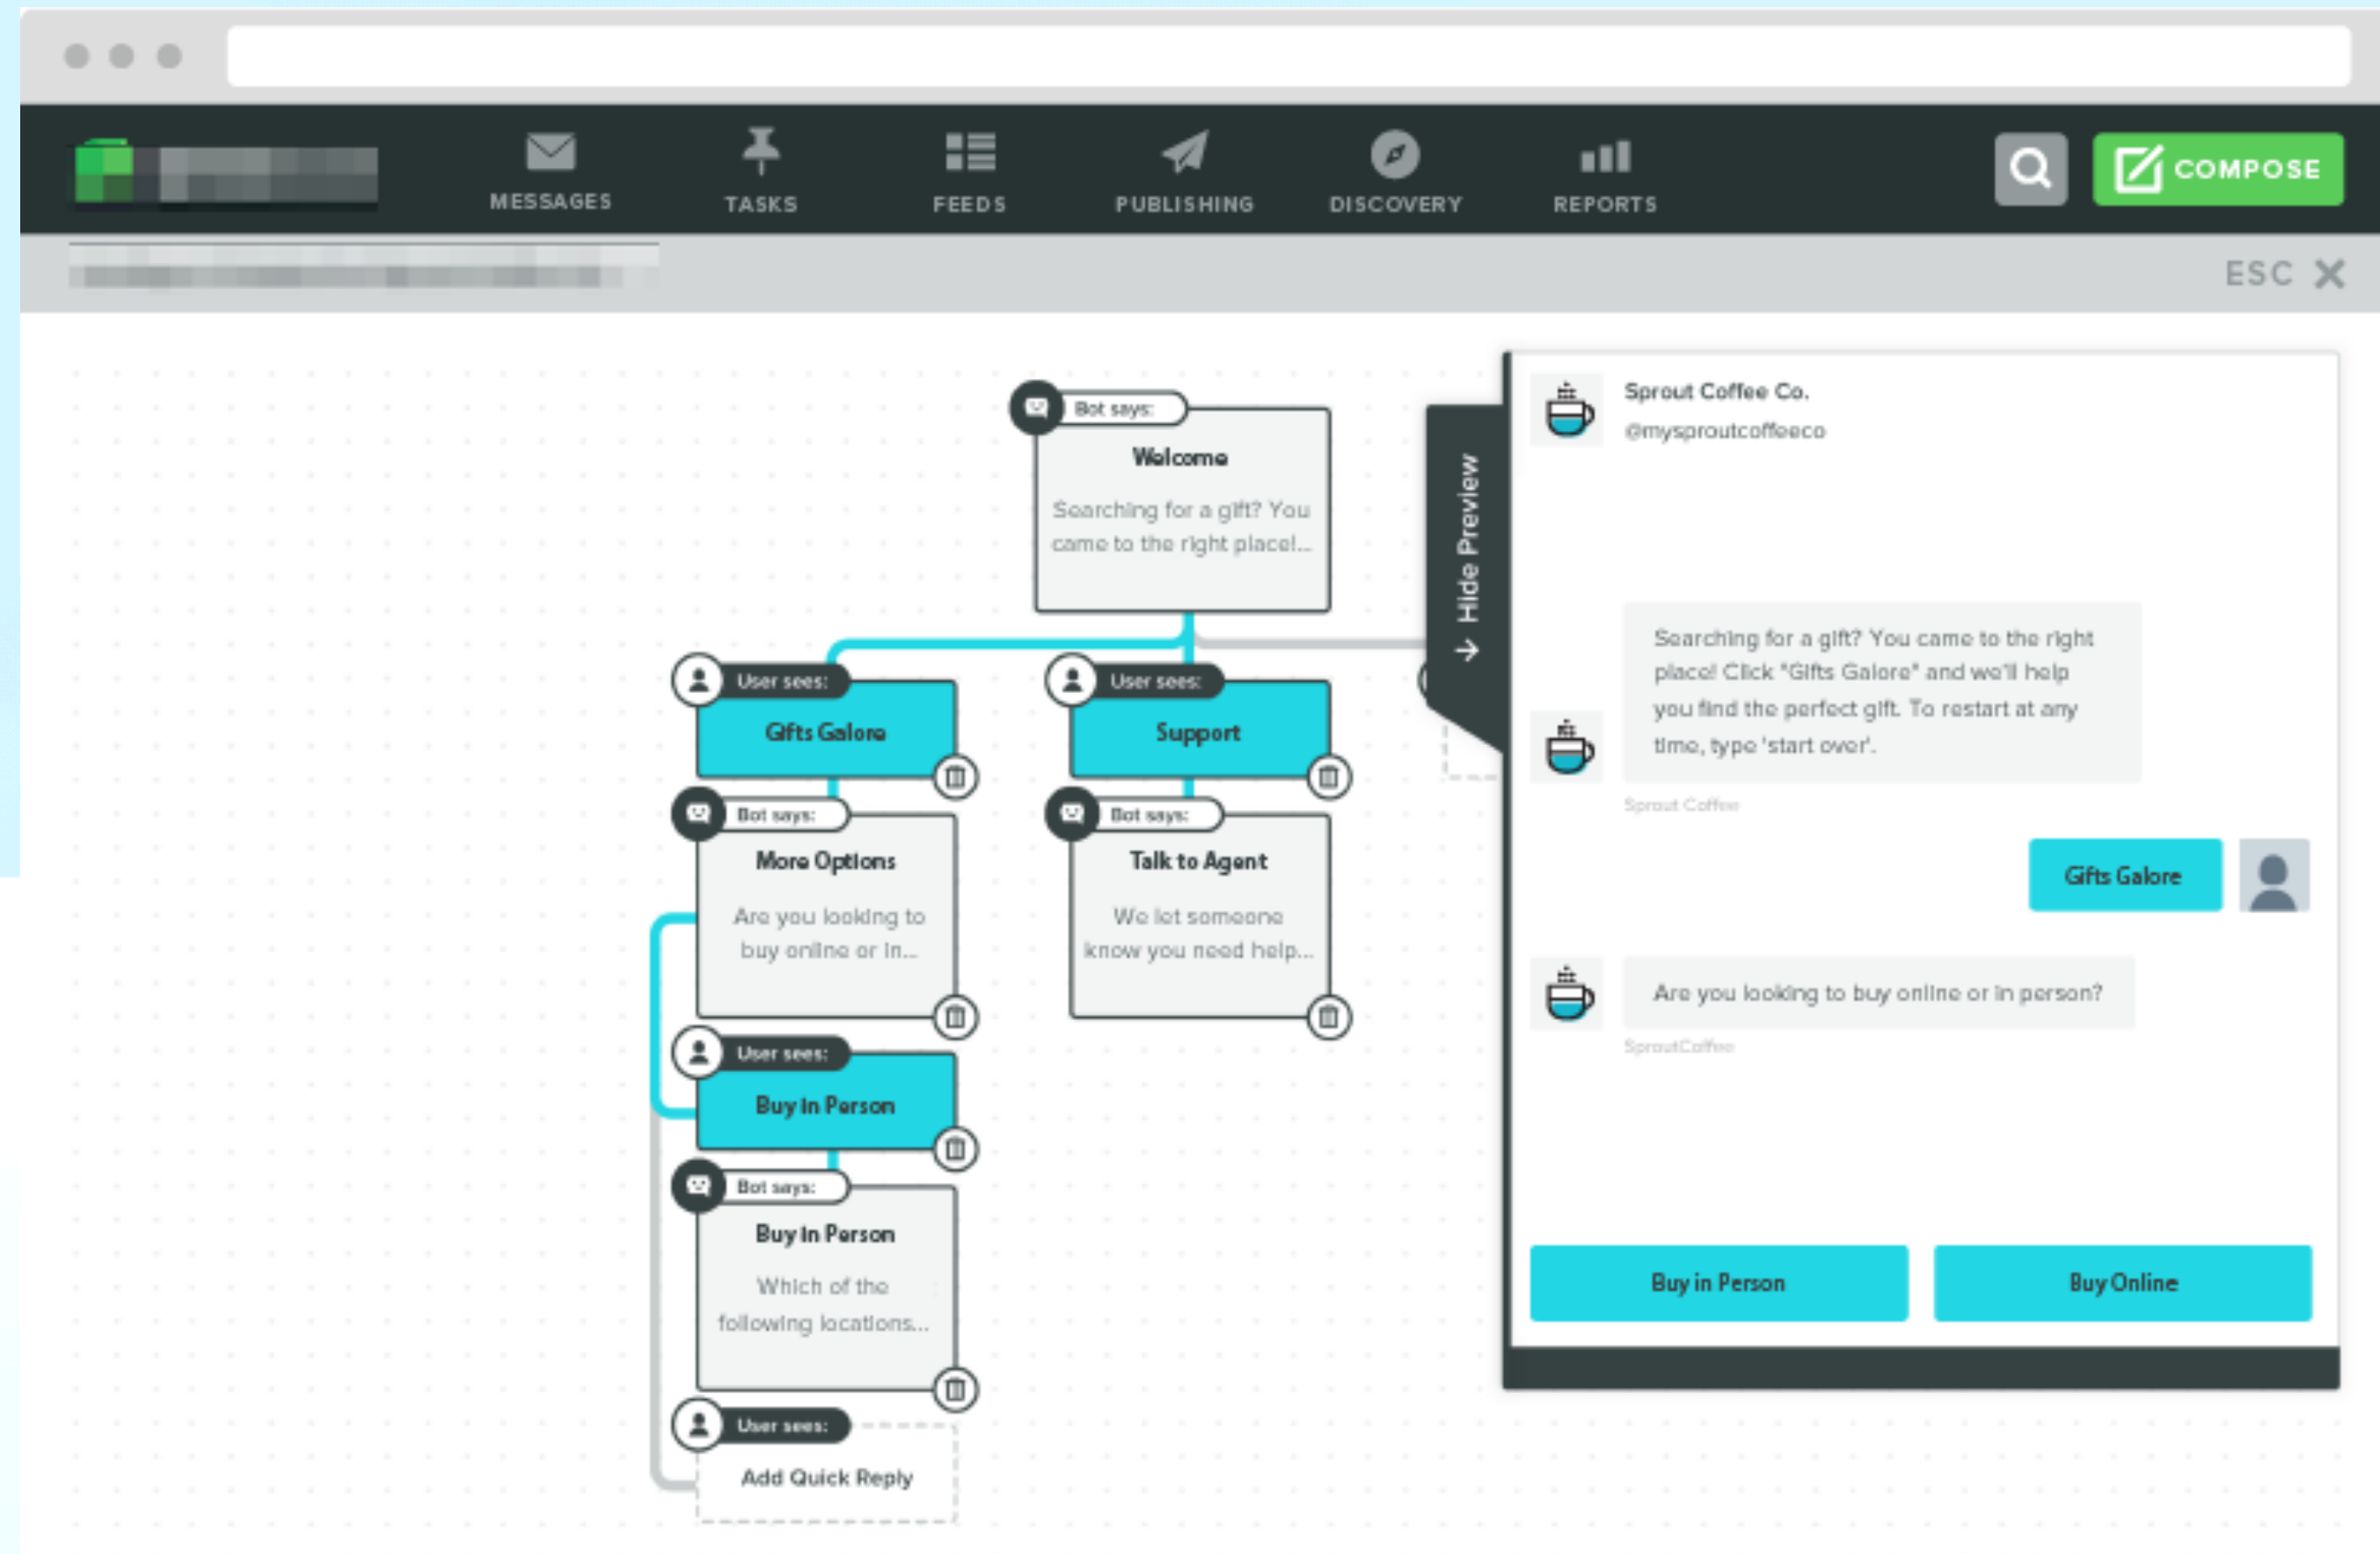 MESSAGES
TASKS
FEEDS
PUBLISHING
DISCOVERY
REPORTS
COMPOSE
ESC
Bot says:
Welcome
Searching for a gift? You
came to the right place!...
User sees:
Gifts Galore
User sees:
Support
Bot says:
More Options
Are you looking to
buy online or in...
Bot says:
Talk to Agent
We let someone
know you need help...
User sees:
Buy in Person
Bot says:
Buy in Person
Which of the
following locations...
User sees:
Add Quick Reply
→ Hide Preview
Sprout Coffee Co.
@mysproutcoffeeco
Searching for a gift? You came to the right
place! Click "Gifts Galore" and we'll help
you find the perfect gift. To restart at any
time, type 'start over'.
Sprout Coffee
Gifts Galore
Are you looking to buy online or in person?
SproutCoffee
Buy in Person
Buy Online